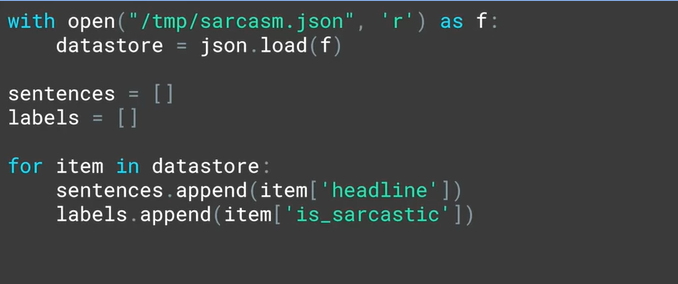 with open("/tmp/sarcasm.json", 'r') as f:
    datastore = json.load(f)

sentences = []
labels = []

for item in datastore:
    sentences.append(item['headline'])
    labels.append(item['is_sarcastic'])